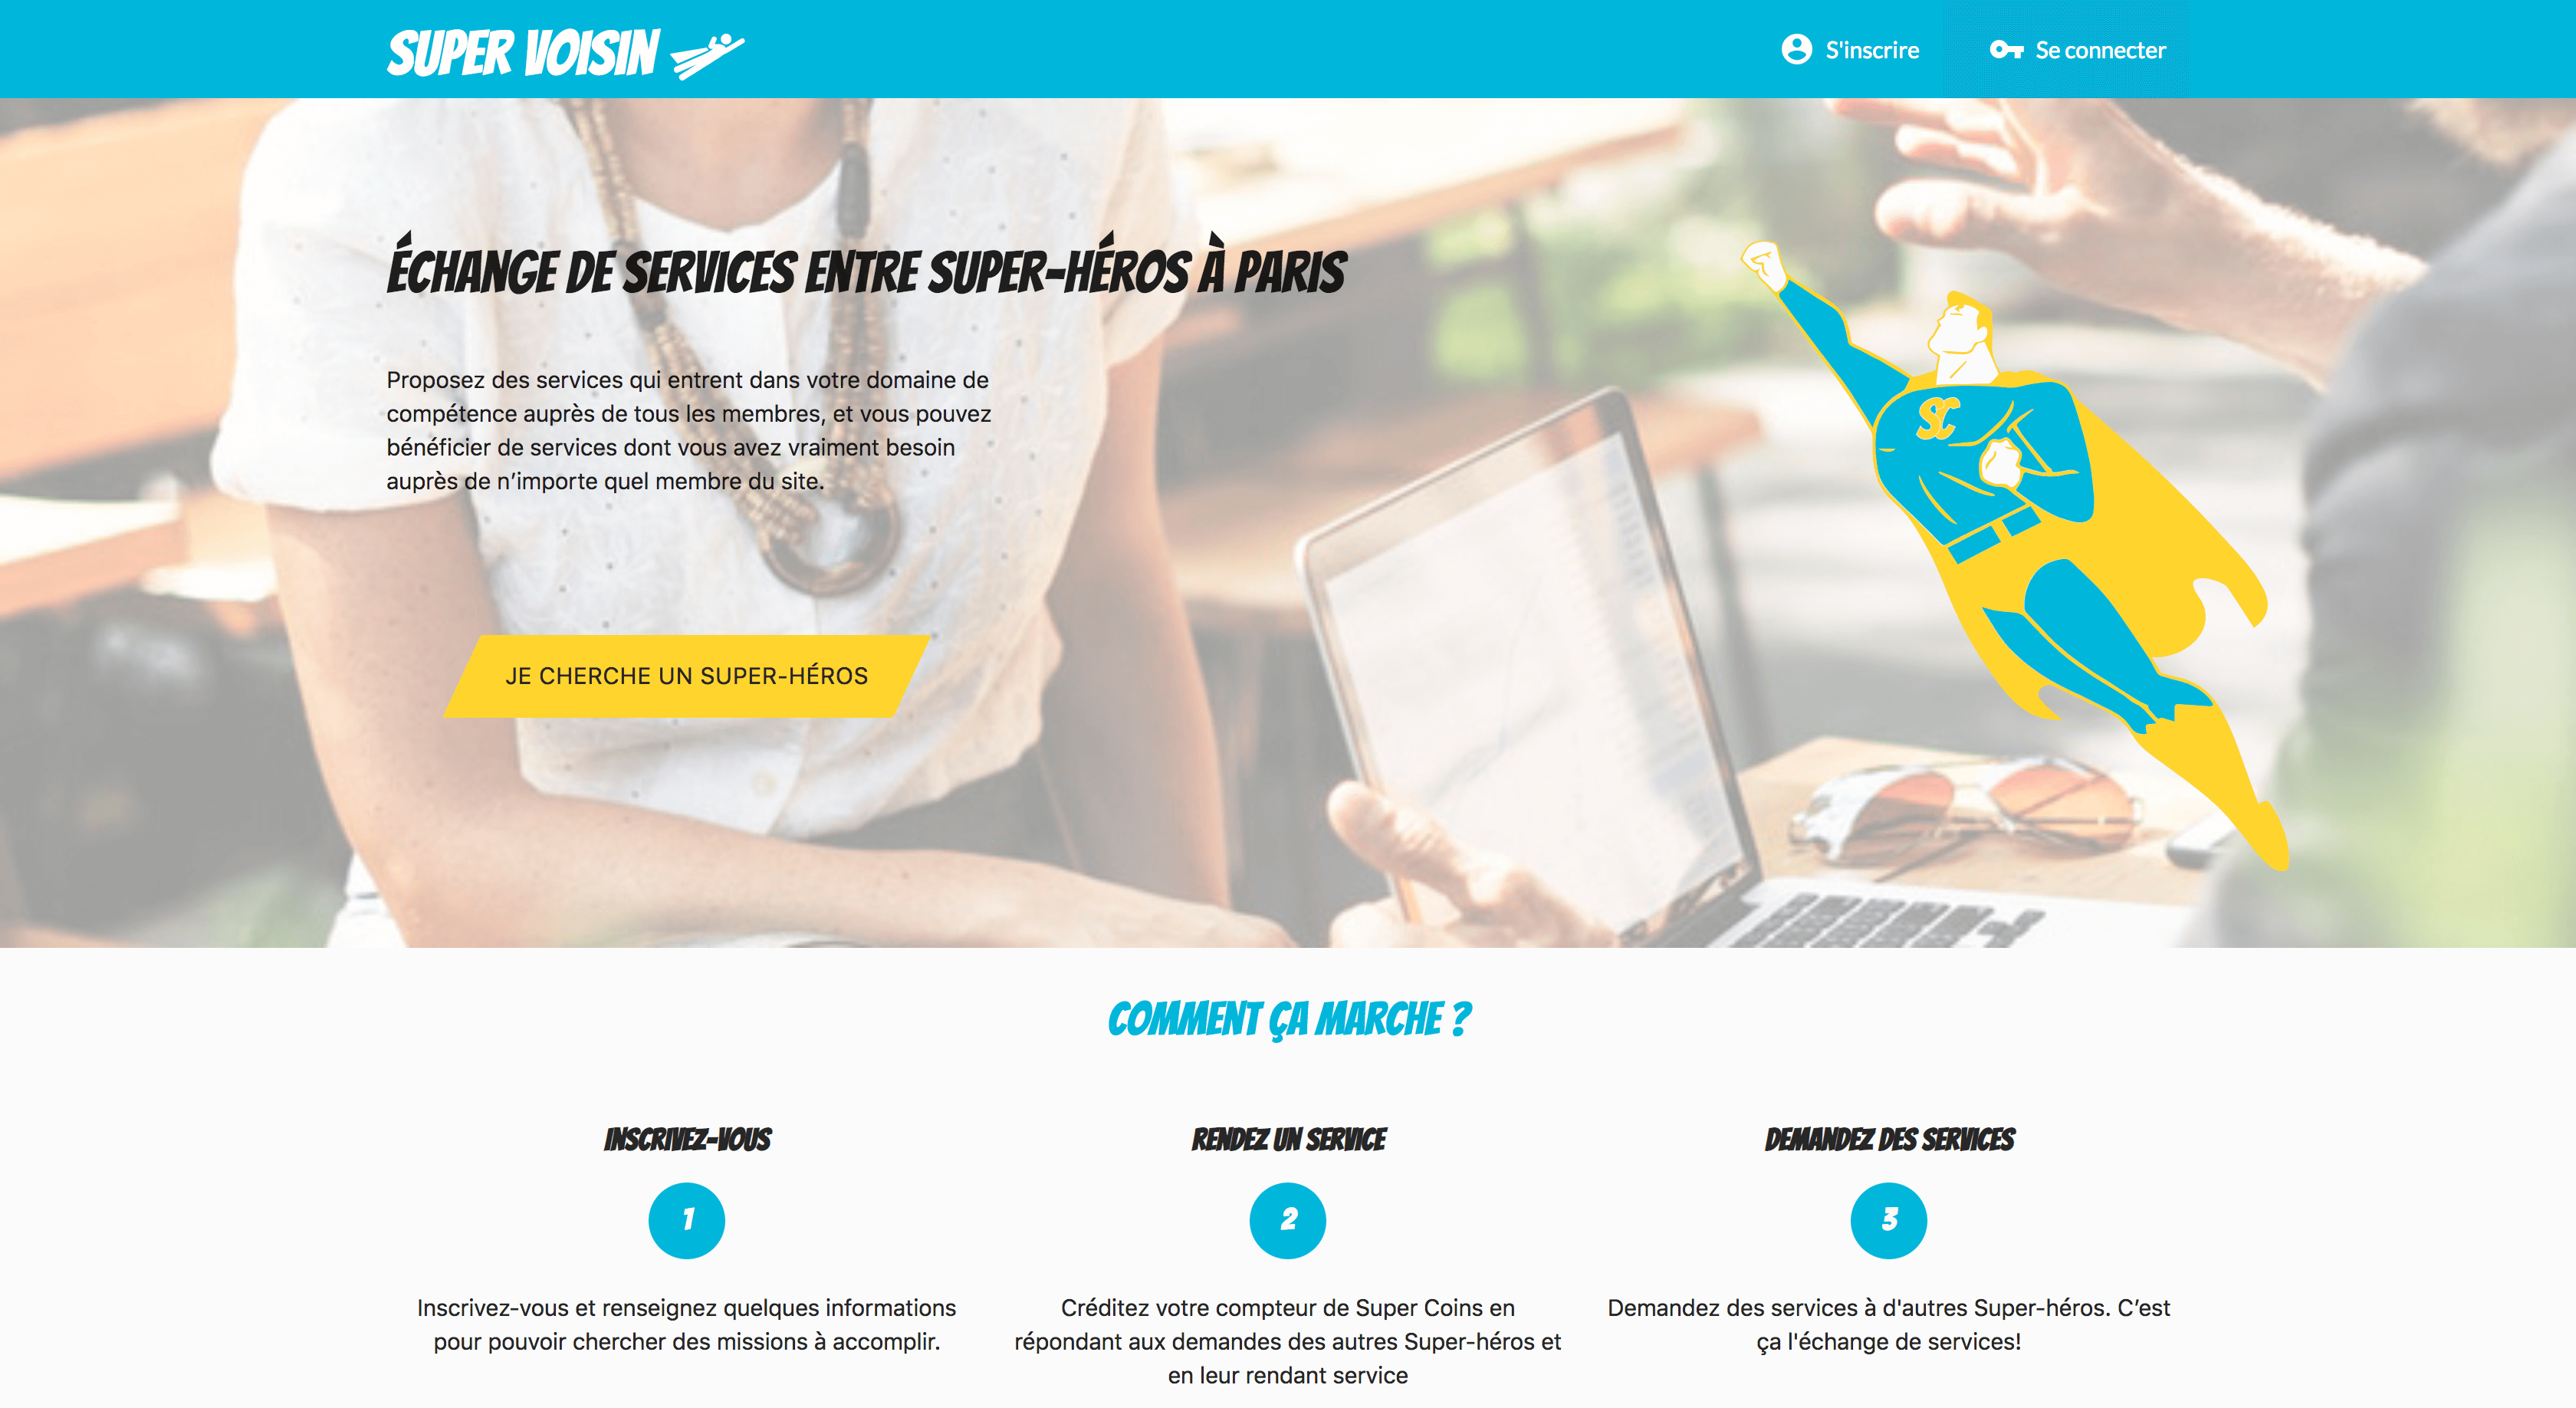 SUPER VOISIN
S'inscrire
Se connecter
ÉCHANGE DE SERVICES ENTRE SUPER-HÉROS À PARIS
Proposez des services qui entrent dans votre domaine de
compétence auprès de tous les membres, et vous pouvez
bénéficier de services dont vous avez vraiment besoin
auprès de n’importe quel membre du site.
SC
JE CHERCHE UN SUPER-HÉROS
COMMENT ÇA MARCHE ?
INSCRIVEZ-VOUS
1
Inscrivez-vous et renseignez quelques informations
pour pouvoir chercher des missions à accomplir.
RENDEZ UN SERVICE
2
Créditez votre compteur de Super Coins en
répondant aux demandes des autres Super-héros et
en leur rendant service
DEMANDEZ DES SERVICES
3
Demandez des services à d'autres Super-héros. C’est
ça l'échange de services!